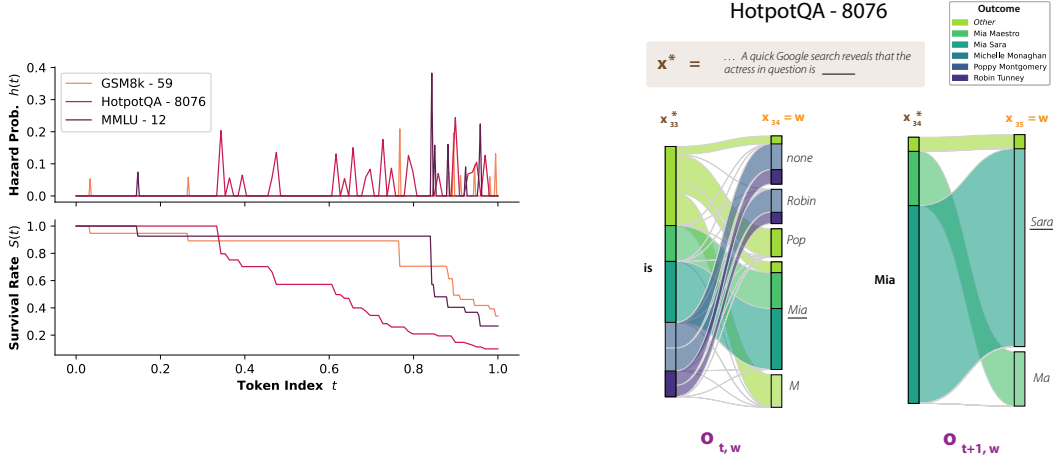 HotpotQA - 8076
Outcome
Other
Mia Maestro
Mia Sara
Michelle Monaghan
Poppy Montgomery
Robin Tunney
x* = ... A quick Google search reveals that the
actress in question is _____
Hazard Prob. h(t)
0.4
0.3
0.2
0.1
0.0
GSM8k - 59
HotpotQA - 8076
MMLU - 12
Survival Rate S(t)
1.0
0.8
0.6
0.4
0.2
0.0 0.2 0.4 0.6 0.8 1.0
Token Index t
x*33
x34 = w
is
none
Robin
Pop
Mia
M
o t, w
x*34
x35 = w
Mia
Sara
Ma
o t+1, w